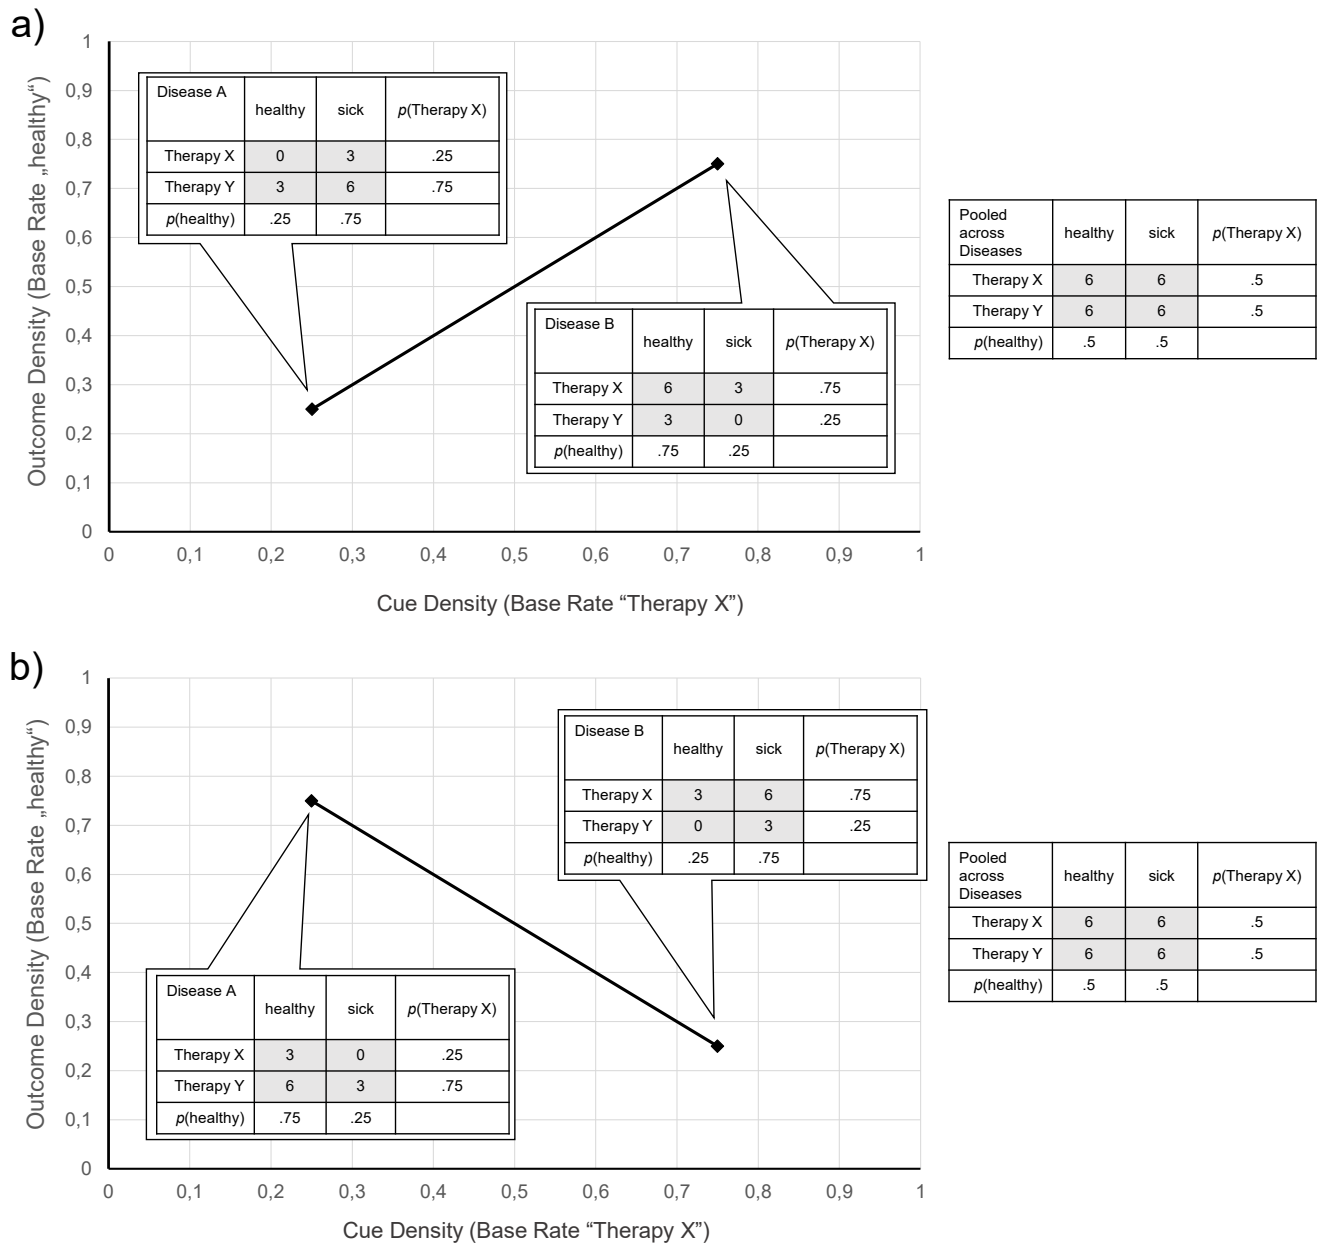 a)
Outcome Density (Base Rate „healthy“)
1
0,9
0,8
0,7
0,6
0,5
0,4
0,3
0,2
0,1
0
0 0,1 0,2 0,3 0,4 0,5 0,6 0,7 0,8 0,9 1
Cue Density (Base Rate “Therapy X”)
Disease A healthy sick p(Therapy X)
Therapy X 0 3 .25
Therapy Y 3 6 .75
p(healthy) .25 .75
Disease B healthy sick p(Therapy X)
Therapy X 6 3 .75
Therapy Y 3 0 .25
p(healthy) .75 .25
Pooled
across
Diseases
healthy sick p(Therapy X)
Therapy X 6 6 .5
Therapy Y 6 6 .5
p(healthy) .5 .5
b)
Outcome Density (Base Rate „healthy“)
1
0,9
0,8
0,7
0,6
0,5
0,4
0,3
0,2
0,1
0
0 0,1 0,2 0,3 0,4 0,5 0,6 0,7 0,8 0,9 1
Cue Density (Base Rate “Therapy X”)
Disease B healthy sick p(Therapy X)
Therapy X 3 6 .75
Therapy Y 0 3 .25
p(healthy) .25 .75
Disease A healthy sick p(Therapy X)
Therapy X 3 0 .25
Therapy Y 6 3 .75
p(healthy) .75 .25
Pooled
across
Diseases
healthy sick p(Therapy X)
Therapy X 6 6 .5
Therapy Y 6 6 .5
p(healthy) .5 .5